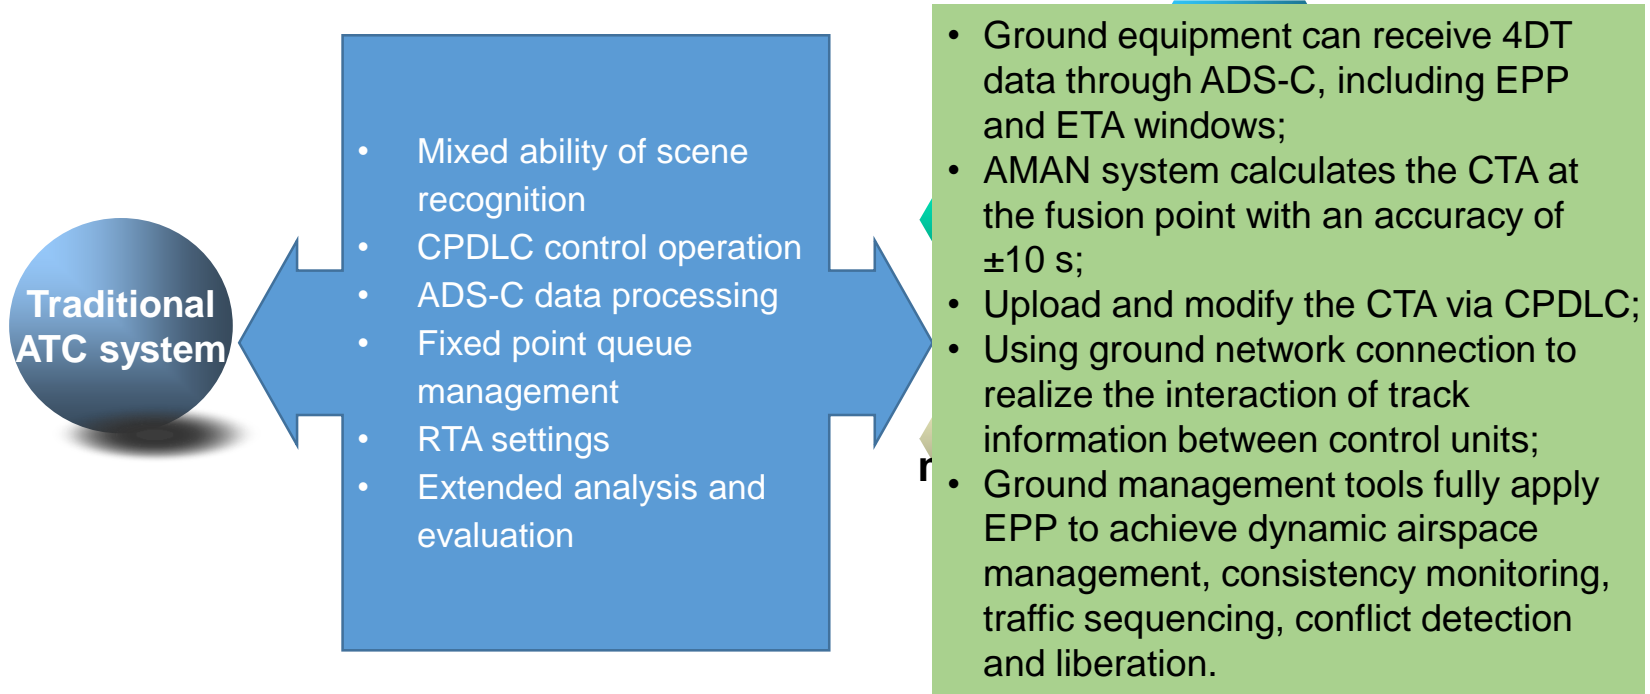 Traditional
ATC system
• Mixed ability of scene
recognition
• CPDLC control operation
• ADS-C data processing
• Fixed point queue
management
• RTA settings
• Extended analysis and
evaluation
• Ground equipment can receive 4DT
data through ADS-C, including EPP
and ETA windows;
• AMAN system calculates the CTA at
the fusion point with an accuracy of
±10 s;
• Upload and modify the CTA via CPDLC;
• Using ground network connection to
realize the interaction of track
information between control units;
• Ground management tools fully apply
EPP to achieve dynamic airspace
management, consistency monitoring,
traffic sequencing, conflict detection
and liberation.